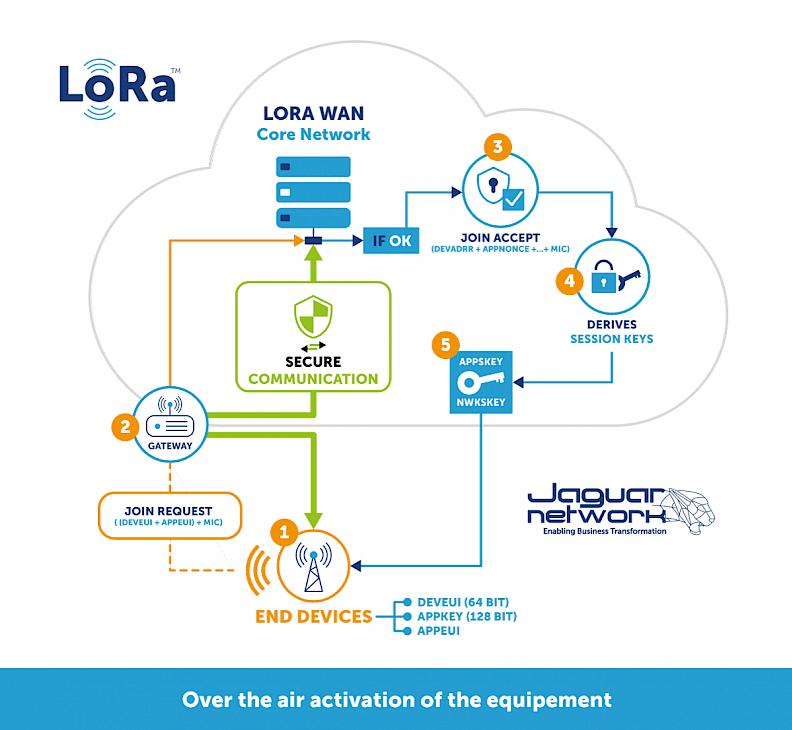 LoRa™
LORA WAN
Core Network
IF OK
3
JOIN ACCEPT
(DEVADRR + APPNONCE +...+ MIC)
4
DERIVES
SESSION KEYS
SECURE
COMMUNICATION
5
APPSKEY
NWKSKEY
2
GATEWAY
JOIN REQUEST
( (DEVEUI + APPEUI) + MIC)
Jaguar
network
Enabling Business Transformation
1
END DEVICES
DEVEUI (64 BIT)
APPKEY (128 BIT)
APPEUI
Over the air activation of the equipement